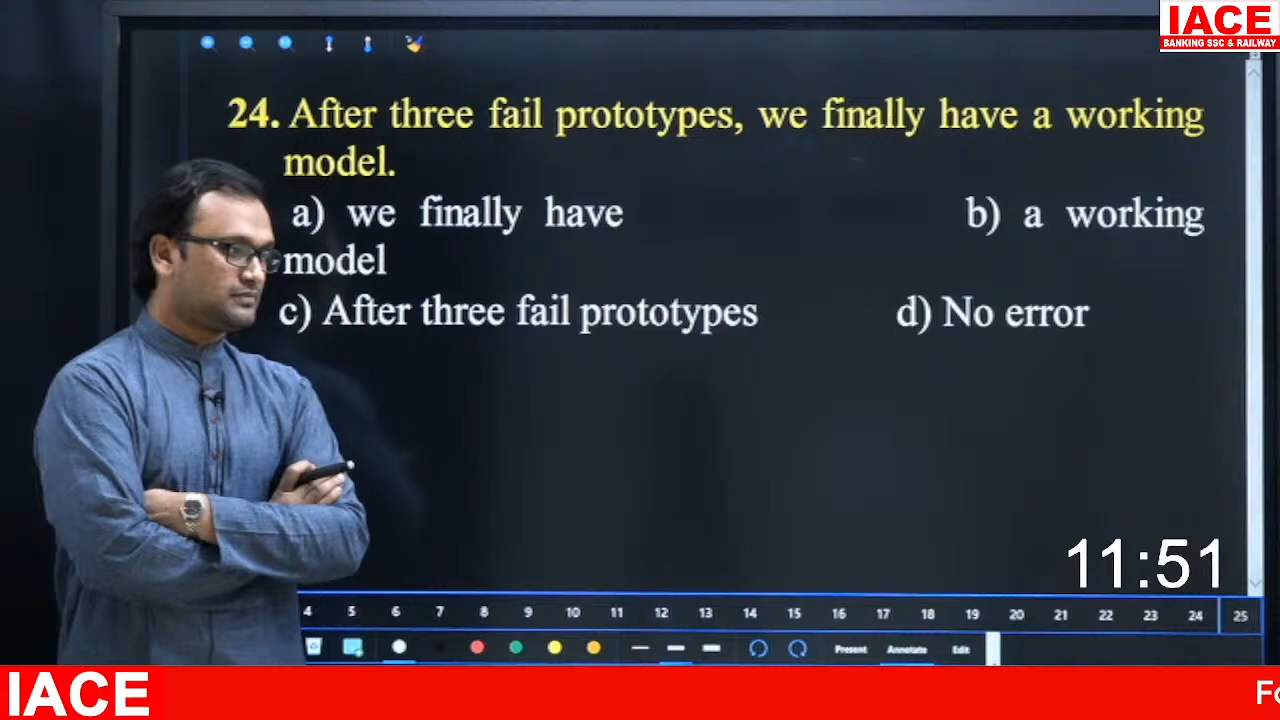 IACE
BANKING SSC & RAILWAY
24. After three fail prototypes, we finally have a working
model.
a) we finally have b) a working
model
c) After three fail prototypes d) No error
11:51
4 5 6 7 8 9 10 11 12 13 14 15 16 17 18 19 20 21 22 23 24 25
Present Annotate Edit
IACE
Fo